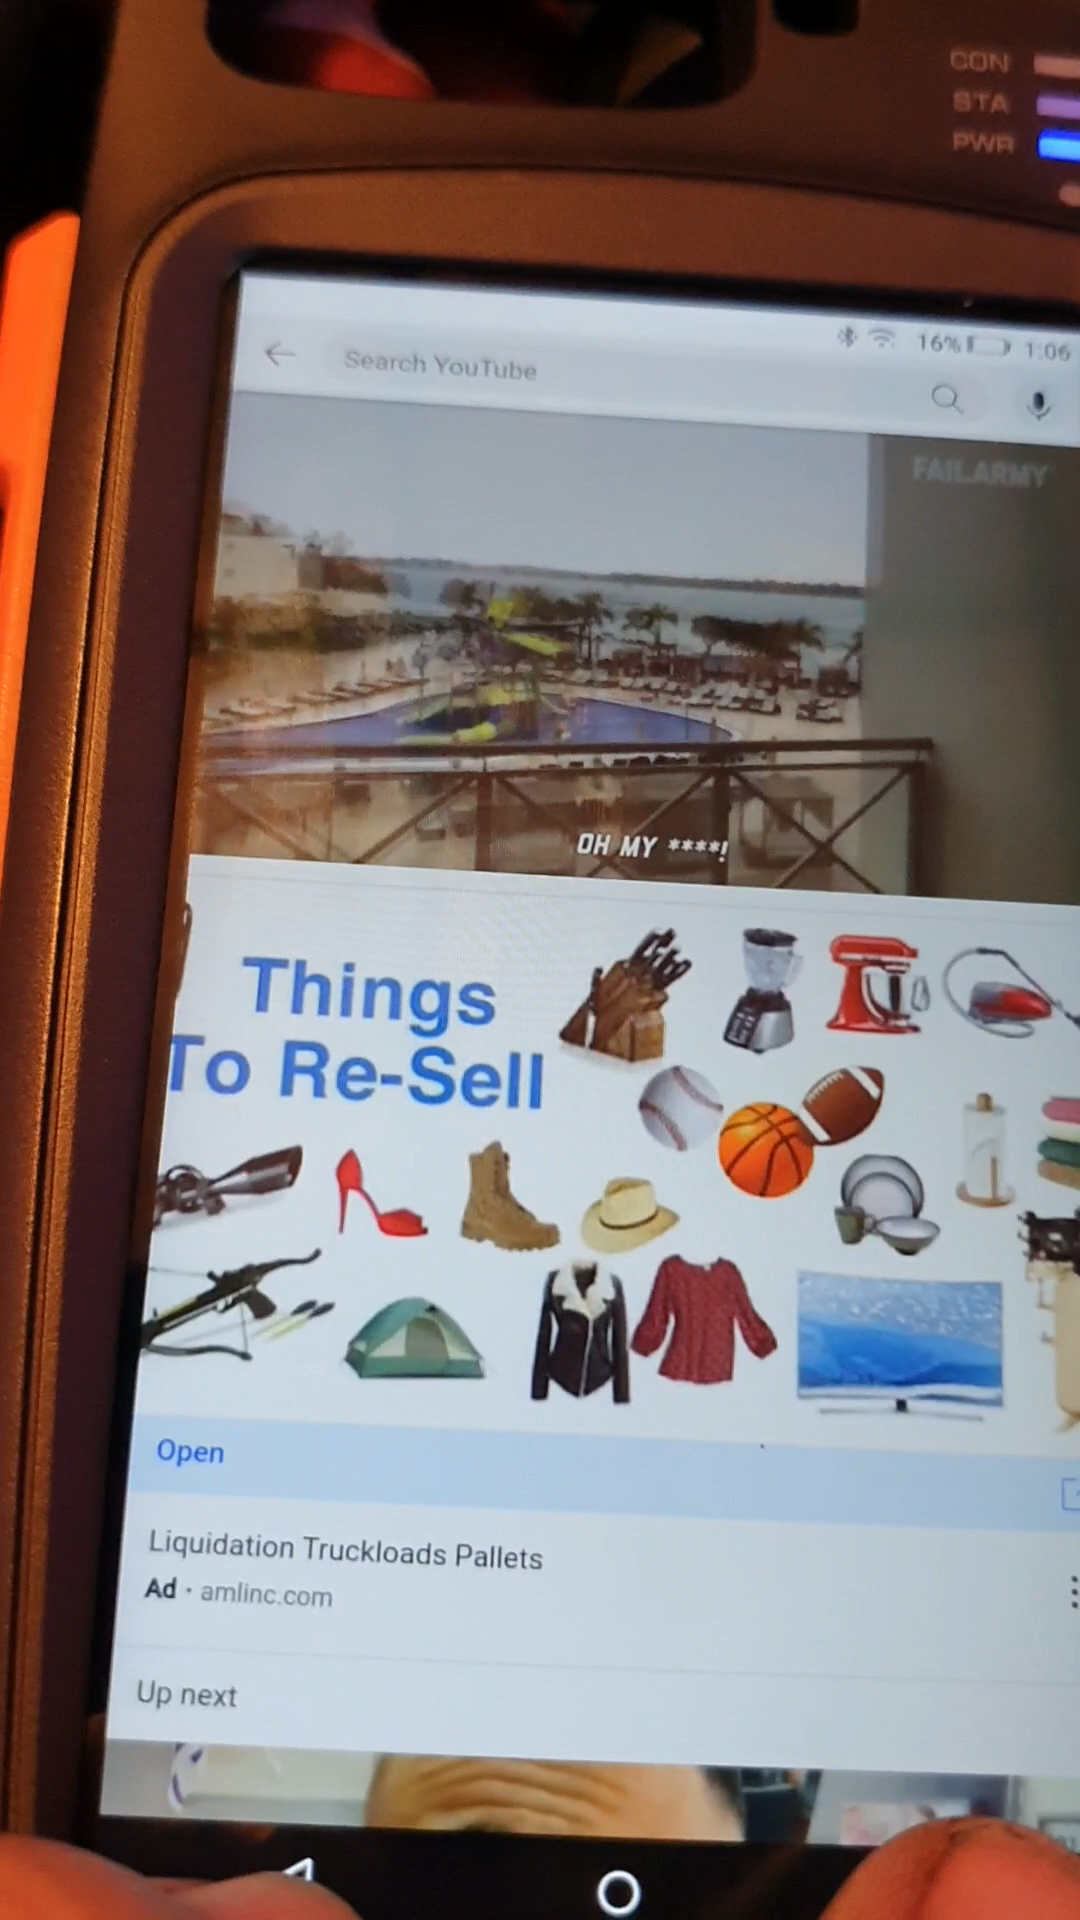 CON
STA
PWR
16% 1:06
Search YouTube
FAILARMY
OH MY ****!
Things
To Re-Sell
Open
Liquidation Truckloads Pallets
Ad · amlinc.com
Up next